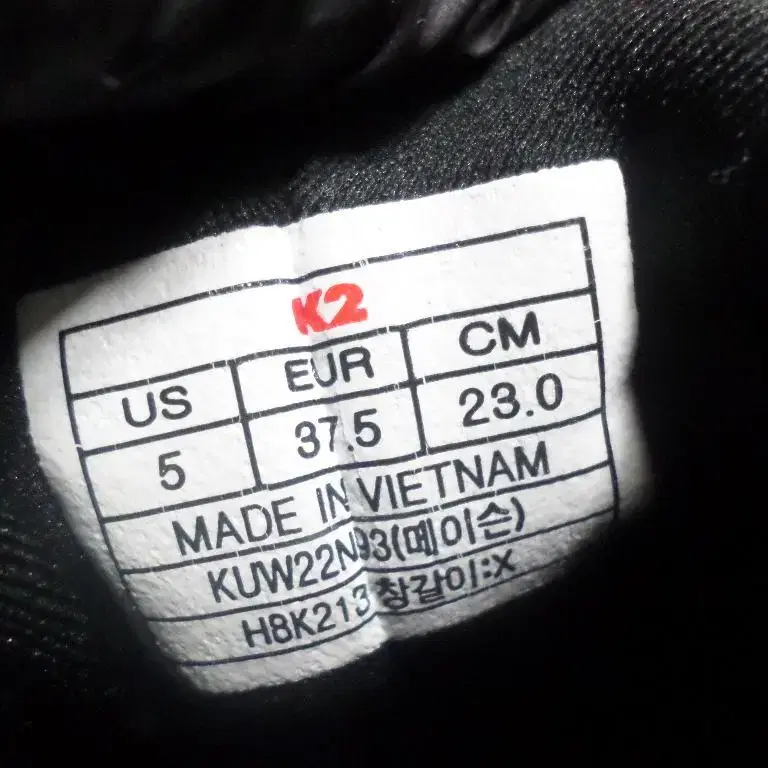 K2
US EUR CM
5 37.5 23.0
MADE IN VIETNAM
KUW22N93(메이슨)
H8K213 창갈이:X